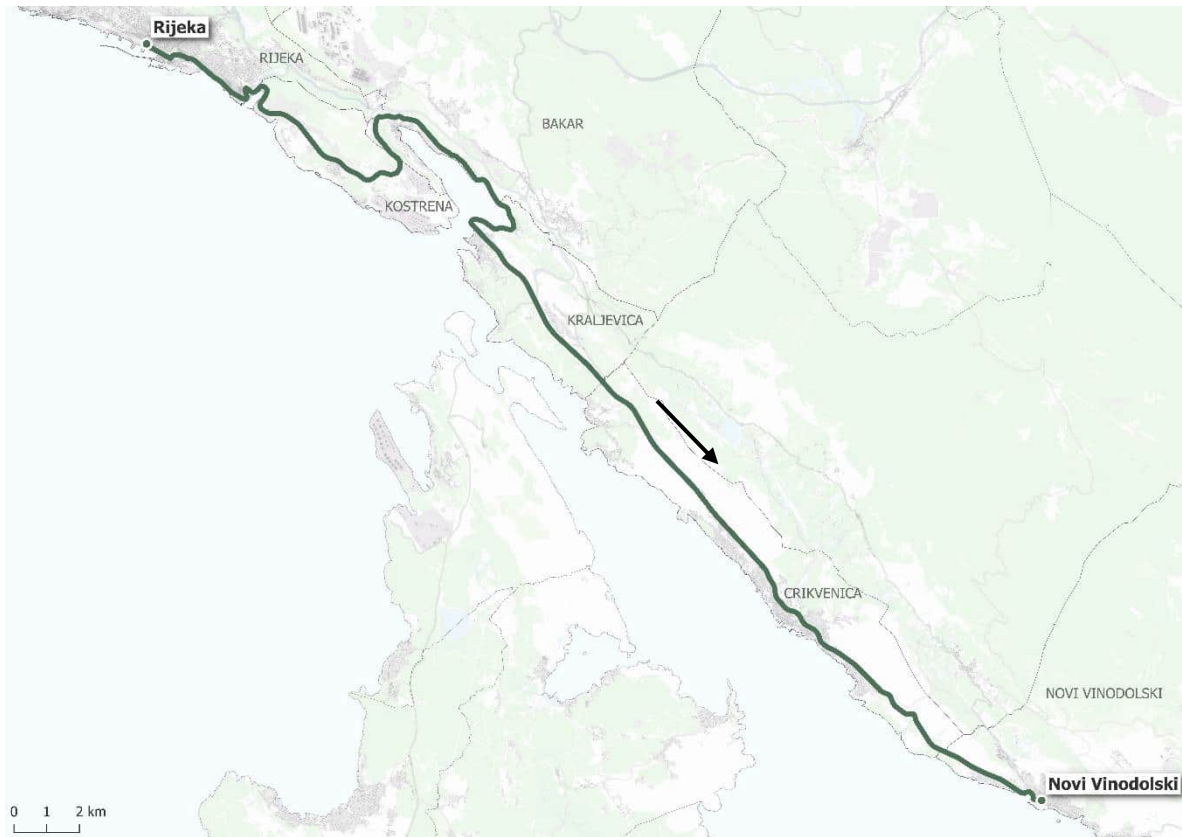 Rijeka
RIJEKA
BAKAR
KOSTRENA
KRALJEVICA
CRIKVENICA
NOVI VINODOLSKI
Novi Vinodolski
0 1 2 km